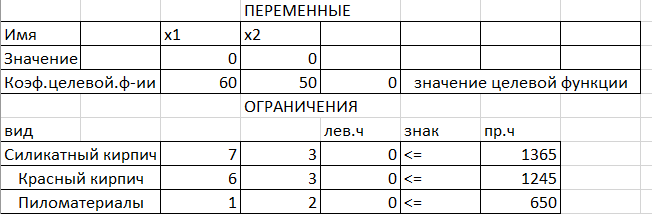 ПЕРЕМЕННЫЕ
Имя x1 x2
Значение 0 0
Коэф.целевой.ф-ии 60 50 0 значение целевой функции
ОГРАНИЧЕНИЯ
вид лев.ч знак пр.ч
Силикатный кирпич 7 3 0 <= 1365
Красный кирпич 6 3 0 <= 1245
Пиломатериалы 1 2 0 <= 650